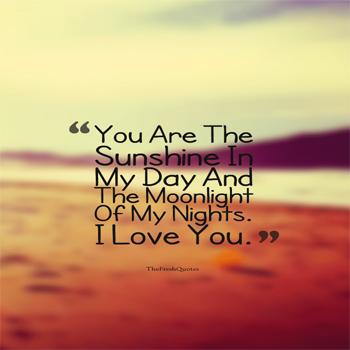 “ You Are The
Sunshine In
My Day And
The Moonlight
Of My Nights.
I Love You. ”
TheFreshQuotes